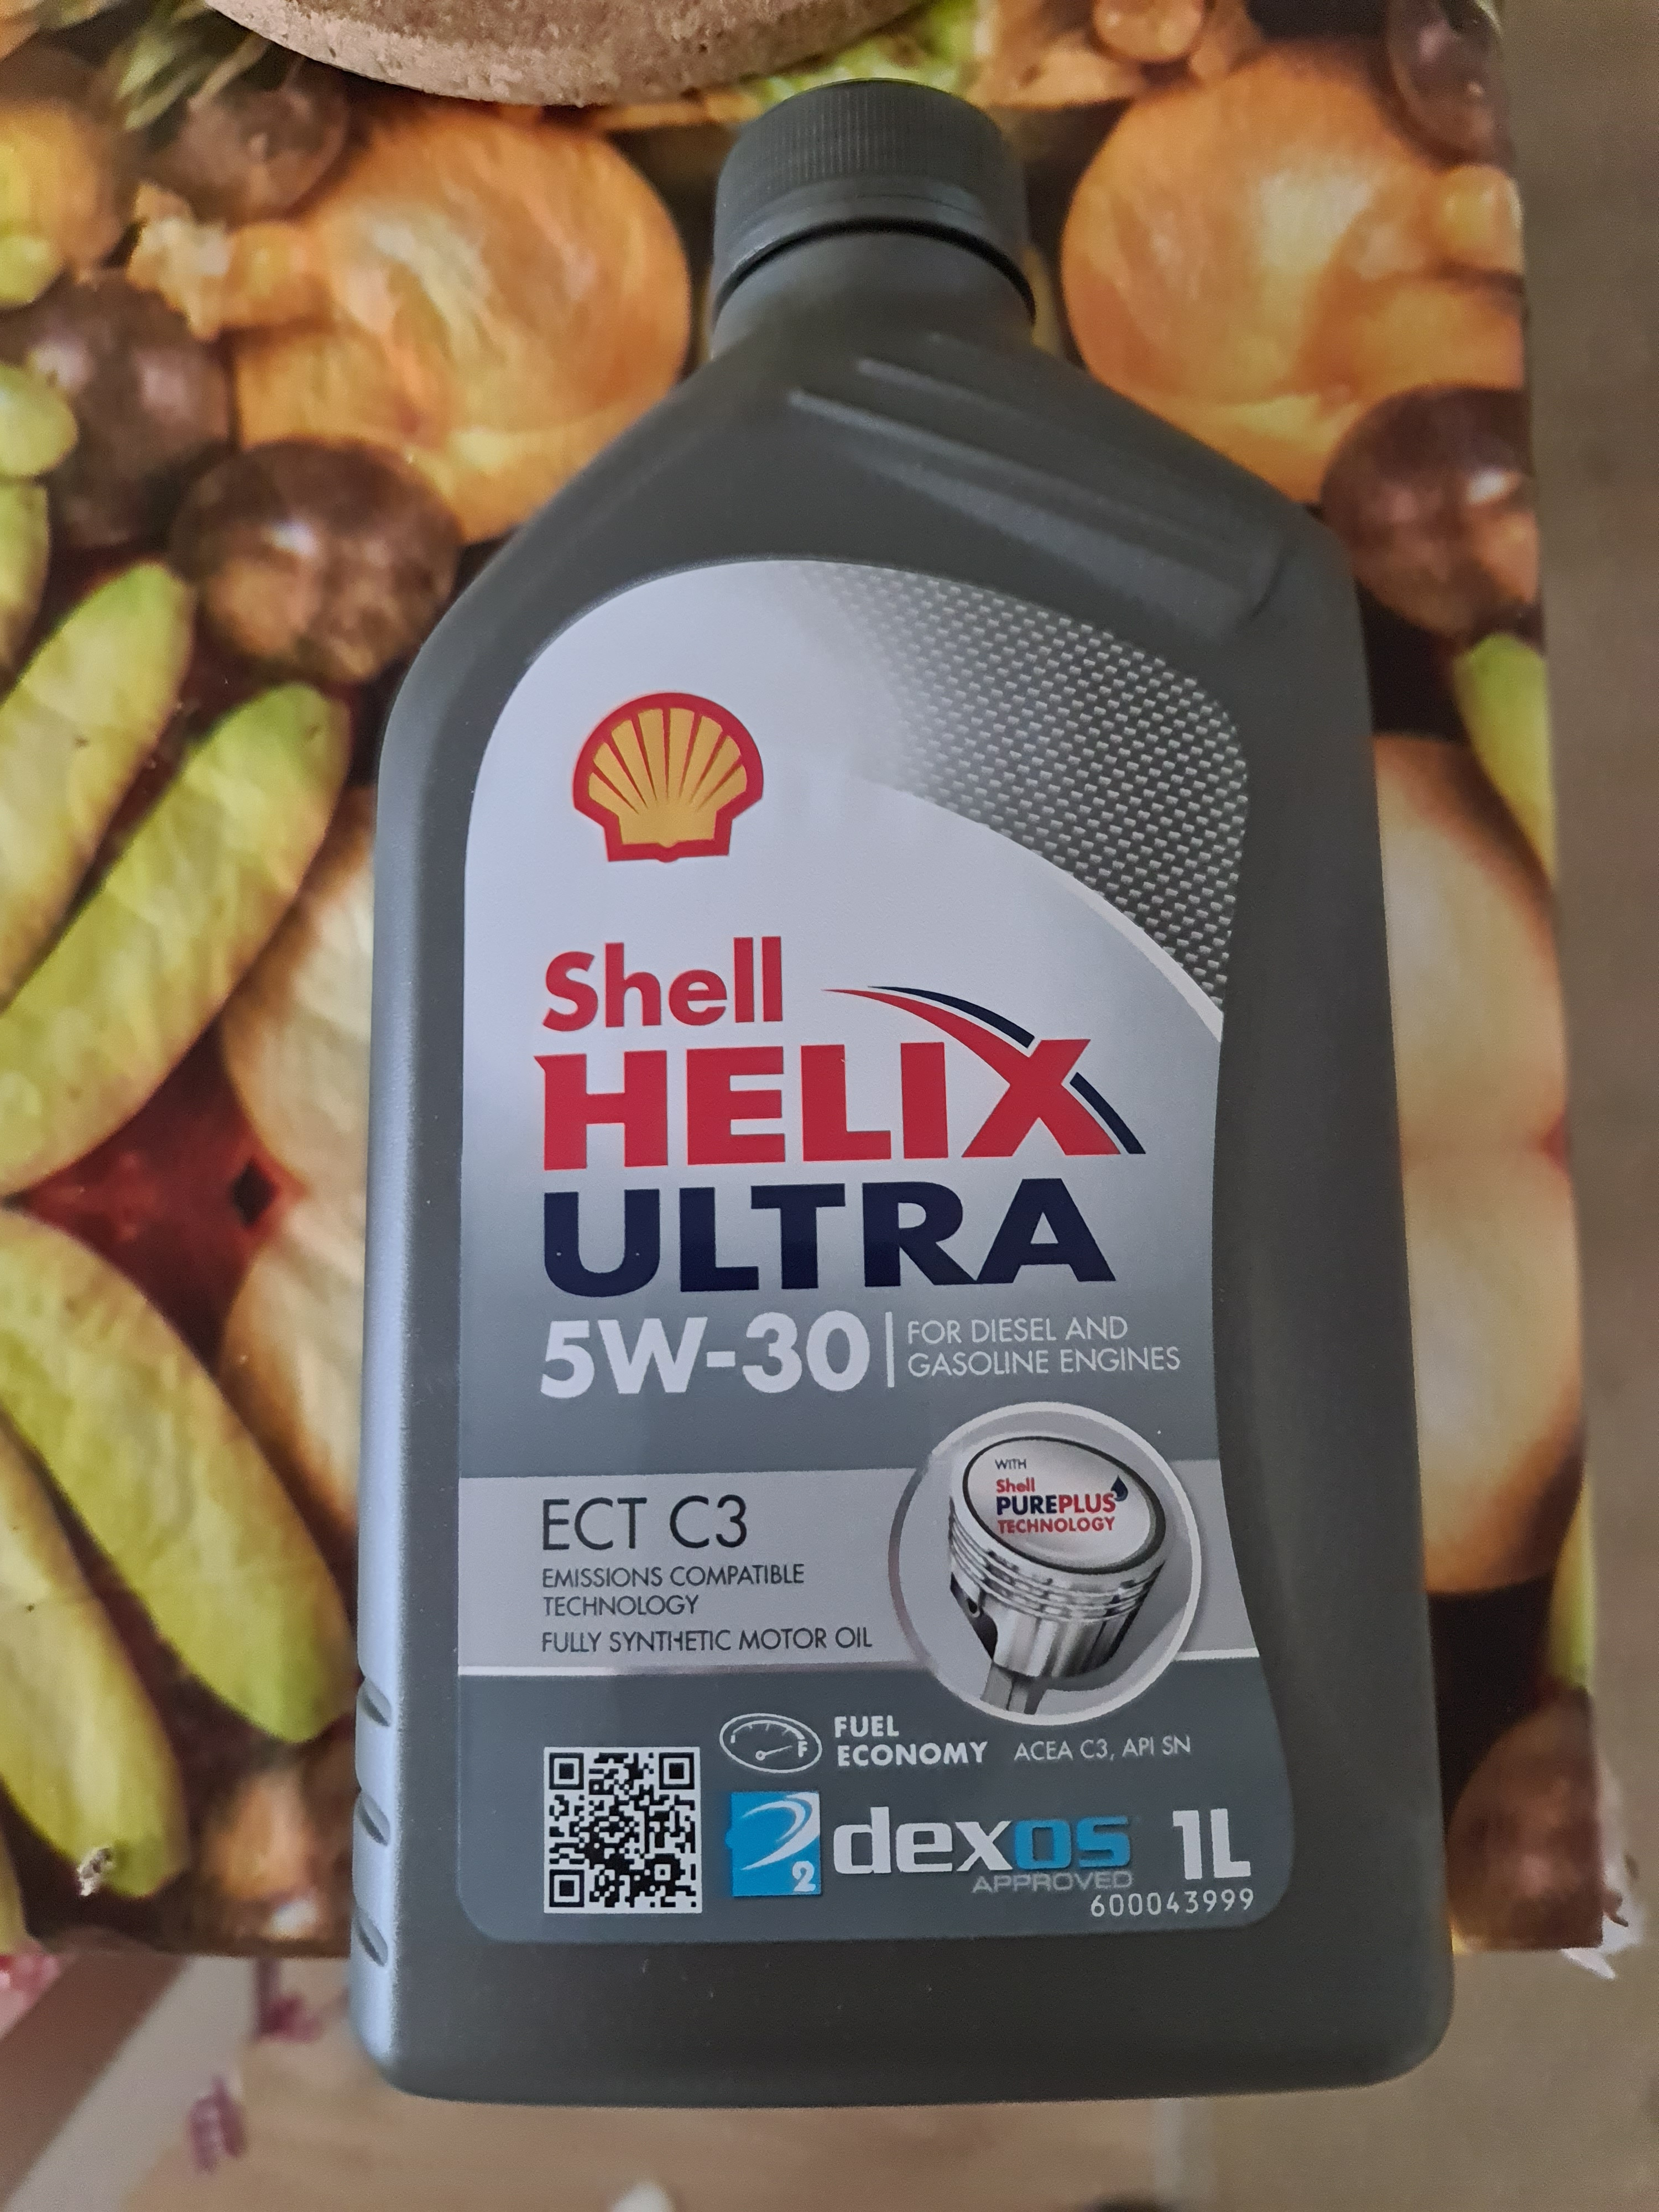 Shell
HELIX
ULTRA
5W-30
FOR DIESEL AND
GASOLINE ENGINES
WITH
Shell
PUREPLUS
TECHNOLOGY
ECT C3
EMISSIONS COMPATIBLE
TECHNOLOGY
FULLY SYNTHETIC MOTOR OIL
F
FUEL
ECONOMY
ACEA C3, API SN
2
dexos
APPROVED
1L
600043999